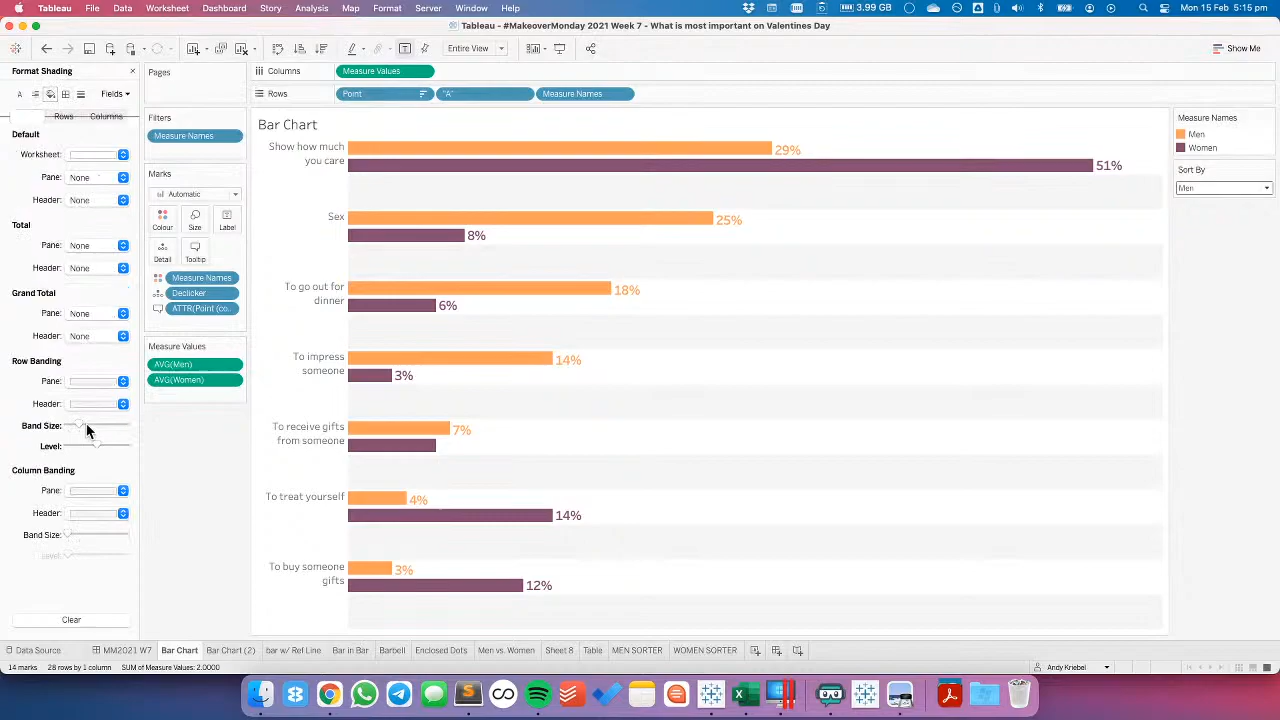 Data Worksheet Dashboard Story Analysis Map Format Server Window Help
3.99 GB
Mon 15 Feb 5:15 pm
Tableau - #MakeoverMonday 2021 Week 7 - What is most important on Valentines Day
Entire View
Show Me
Format Shading ×
Fields
Rows Columns
Default
Worksheet:
Pane: None
Header: None
Total
Pane: None
Header: None
Grand Total
Pane: None
Header: None
Row Banding
Pane:
Header:
Band Size:
Level:
Column Banding
Pane:
Header:
Band Size:
Level:
Clear
Pages
Filters
Measure Names
Marks
Automatic
Colour Size Label
Detail Tooltip
Measure Names
Declicker
ATTR(Point (co..
Measure Values
AVG(Men)
AVG(Women)
Columns Measure Values
Rows Point "A" Measure Names
Bar Chart
Show how much you care
29%
51%
Sex
25%
8%
To go out for dinner
18%
6%
To impress someone
14%
3%
To receive gifts from someone
7%
To treat yourself
4%
14%
To buy someone gifts
3%
12%
Measure Names
Men
Women
Sort By
Men
Data Source MM2021 W7 Bar Chart Bar Chart (2) bar w/ Ref Line Bar in Bar Barbell Enclosed Dots Men vs. Women Sheet 8 Table MEN SORTER WOMEN SORTER
14 marks 28 rows by 1 column SUM of Measure Values: 2.0000
Andy Kriebel